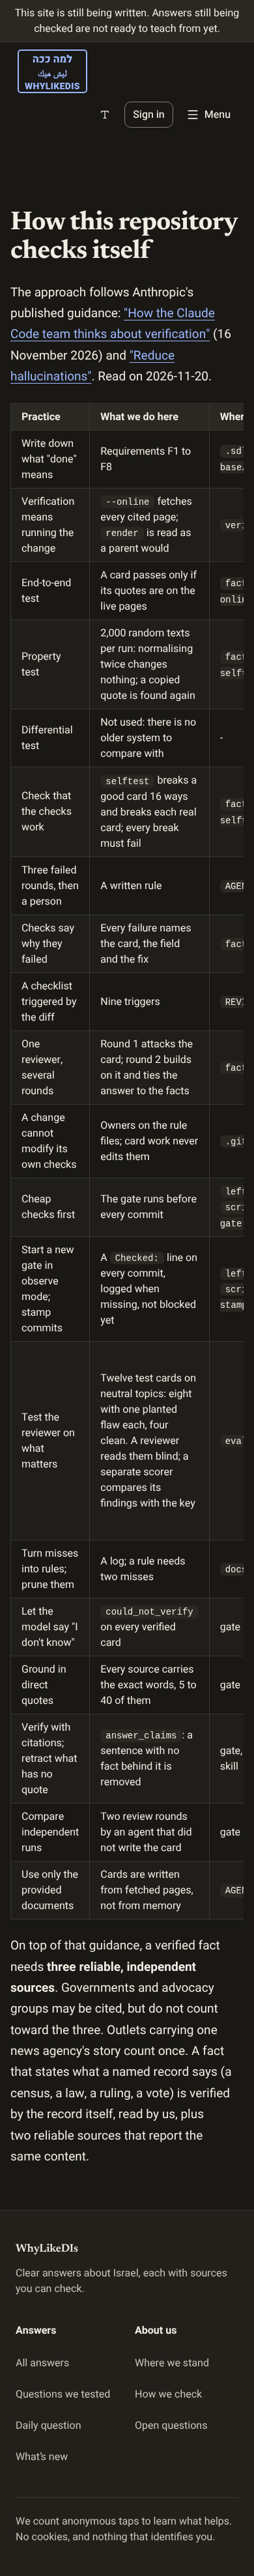 This site is still being written. Answers still being
checked are not ready to teach from yet.
למה ככה
ليش هيك
WHYLIKEDIS
T
Sign in
Menu
How this repository
checks itself
The approach follows Anthropic's
published guidance: "How the Claude
Code team thinks about verification" (16
November 2026) and "Reduce
hallucinations". Read on 2026-11-20.
Practice What we do here Wher
Write down what "done" means Requirements F1 to F8 .sd base.
Verification means running the change --online fetches every cited page; render is read as a parent would ver
End-to-end test A card passes only if its quotes are on the live pages fact onlin
Property test 2,000 random texts per run: normalising twice changes nothing; a copied quote is found again fact selft
Differential test Not used: there is no older system to compare with -
Check that the checks work selftest breaks a good card 16 ways and breaks each real card; every break must fail fact selft
Three failed rounds, then a person A written rule AGEN
Checks say why they failed Every failure names the card, the field and the fix fact
A checklist triggered by the diff Nine triggers REVI
One reviewer, several rounds Round 1 attacks the card; round 2 builds on it and ties the answer to the facts fact
A change cannot modify its own checks Owners on the rule files; card work never edits them .git
Cheap checks first The gate runs before every commit left scri gate
Start a new gate in observe mode; stamp commits A Checked: line on every commit, logged when missing, not blocked yet left scri stamp
Test the reviewer on what matters Twelve test cards on neutral topics: eight with one planted flaw each, four clean. A reviewer reads them blind; a separate scorer compares its findings with the key eva
Turn misses into rules; prune them A log; a rule needs two misses docs
Let the model say "I don't know" could_not_verify on every verified card gate
Ground in direct quotes Every source carries the exact words, 5 to 40 of them gate
Verify with citations; retract what has no quote answer_claims: a sentence with no fact behind it is removed gate, skill
Compare independent runs Two review rounds by an agent that did not write the card gate
Use only the provided documents Cards are written from fetched pages, not from memory AGEN
On top of that guidance, a verified fact
needs three reliable, independent
sources. Governments and advocacy
groups may be cited, but do not count
toward the three. Outlets carrying one
news agency's story count once. A fact
that states what a named record says (a
census, a law, a ruling, a vote) is verified
by the record itself, read by us, plus
two reliable sources that report the
same content.
WhyLikeDIs
Clear answers about Israel, each with sources
you can check.
Answers About us
All answers Where we stand
Questions we tested How we check
Daily question Open questions
What's new
We count anonymous taps to learn what helps.
No cookies, and nothing that identifies you.